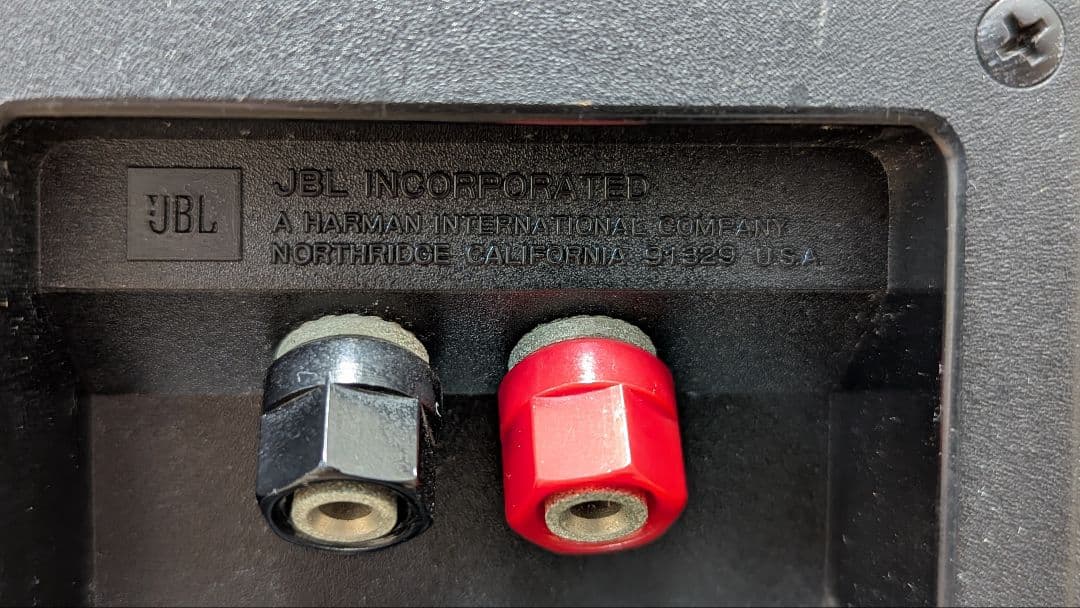 JBL
JBL INCORPORATED
A HARMAN INTERNATIONAL COMPANY
NORTHRIDGE CALIFORNIA 91329 U.S.A.